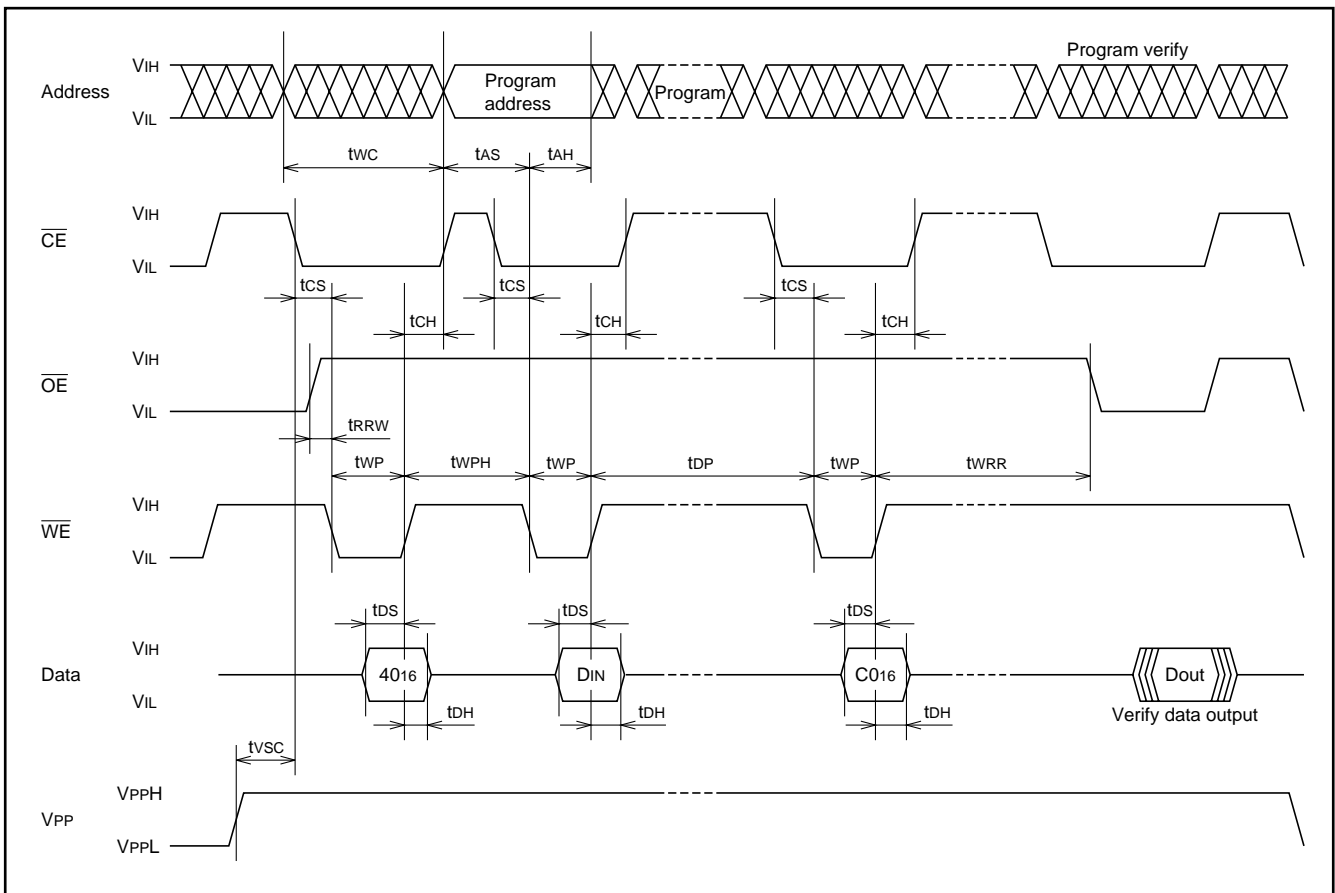 Program verify
VIH
Address
Program
address
Program
VIL
tWC
tAS
tAH
VIH
CE
VIL
tCS
tCS
tCS
tCH
tCH
tCH
VIH
OE
VIL
tRRW
tWP
tWPH
tWP
tDP
tWP
tWRR
VIH
WE
VIL
tDS
tDS
tDS
VIH
Data
4016
DIN
C016
Dout
VIL
tDH
tDH
tDH
Verify data output
tVSC
VPPH
VPP
VPPL